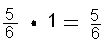 5/6 • 1 = 5/6